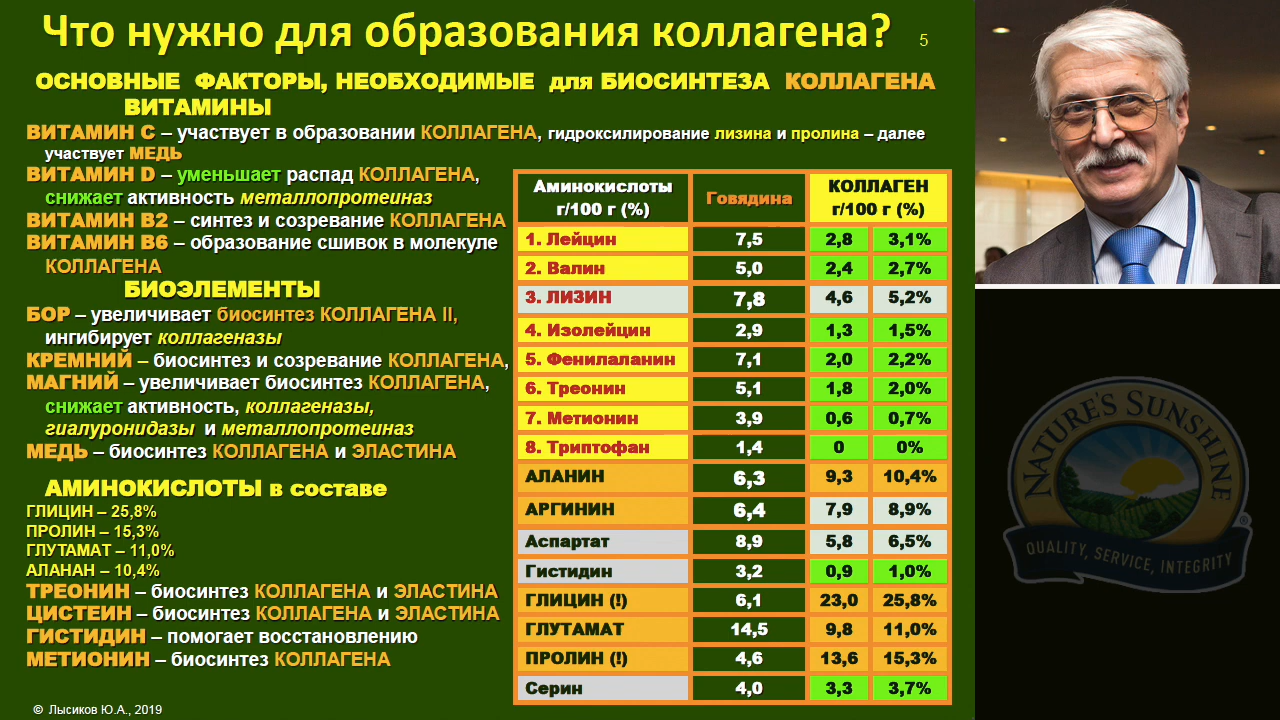 Что нужно для образования коллагена?
5
ОСНОВНЫЕ ФАКТОРЫ, НЕОБХОДИМЫЕ для БИОСИНТЕЗА КОЛЛАГЕНА
ВИТАМИНЫ
ВИТАМИН С – участвует в образовании КОЛЛАГЕНА, гидроксилирование лизина и пролина – далее
участвует МЕДЬ
ВИТАМИН D – уменьшает распад КОЛЛАГЕНА,
снижает активность металлопротеиназ
ВИТАМИН В2 – синтез и созревание КОЛЛАГЕНА
ВИТАМИН В6 – образование сшивок в молекуле
КОЛЛАГЕНА
БИОЭЛЕМЕНТЫ
БОР – увеличивает биосинтез КОЛЛАГЕНА II,
ингибирует коллагеназы
КРЕМНИЙ – биосинтез и созревание КОЛЛАГЕНА,
МАГНИЙ – увеличивает биосинтез КОЛЛАГЕНА,
снижает активность, коллагеназы,
гиалуронидазы и металлопротеиназ
МЕДЬ – биосинтез КОЛЛАГЕНА и ЭЛАСТИНА
АМИНОКИСЛОТЫ в составе
ГЛИЦИН – 25,8%
ПРОЛИН – 15,3%
ГЛУТАМАТ – 11,0%
АЛАНАН – 10,4%
ТРЕОНИН – биосинтез КОЛЛАГЕНА и ЭЛАСТИНА
ЦИСТЕИН – биосинтез КОЛЛАГЕНА и ЭЛАСТИНА
ГИСТИДИН – помогает восстановлению
МЕТИОНИН – биосинтез КОЛЛАГЕНА
© Лысиков Ю.А., 2019
Аминокислоты г/100 г (%) Говядина КОЛЛАГЕН г/100 г (%)
1. Лейцин 7,5 2,8 3,1%
2. Валин 5,0 2,4 2,7%
3. ЛИЗИН 7,8 4,6 5,2%
4. Изолейцин 2,9 1,3 1,5%
5. Фенилаланин 7,1 2,0 2,2%
6. Треонин 5,1 1,8 2,0%
7. Метионин 3,9 0,6 0,7%
8. Триптофан 1,4 0 0%
АЛАНИН 6,3 9,3 10,4%
АРГИНИН 6,4 7,9 8,9%
Аспартат 8,9 5,8 6,5%
Гистидин 3,2 0,9 1,0%
ГЛИЦИН (!) 6,1 23,0 25,8%
ГЛУТАМАТ 14,5 9,8 11,0%
ПРОЛИН (!) 4,6 13,6 15,3%
Серин 4,0 3,3 3,7%
NATURE'S SUNSHINE
®
QUALITY, SERVICE, INTEGRITY